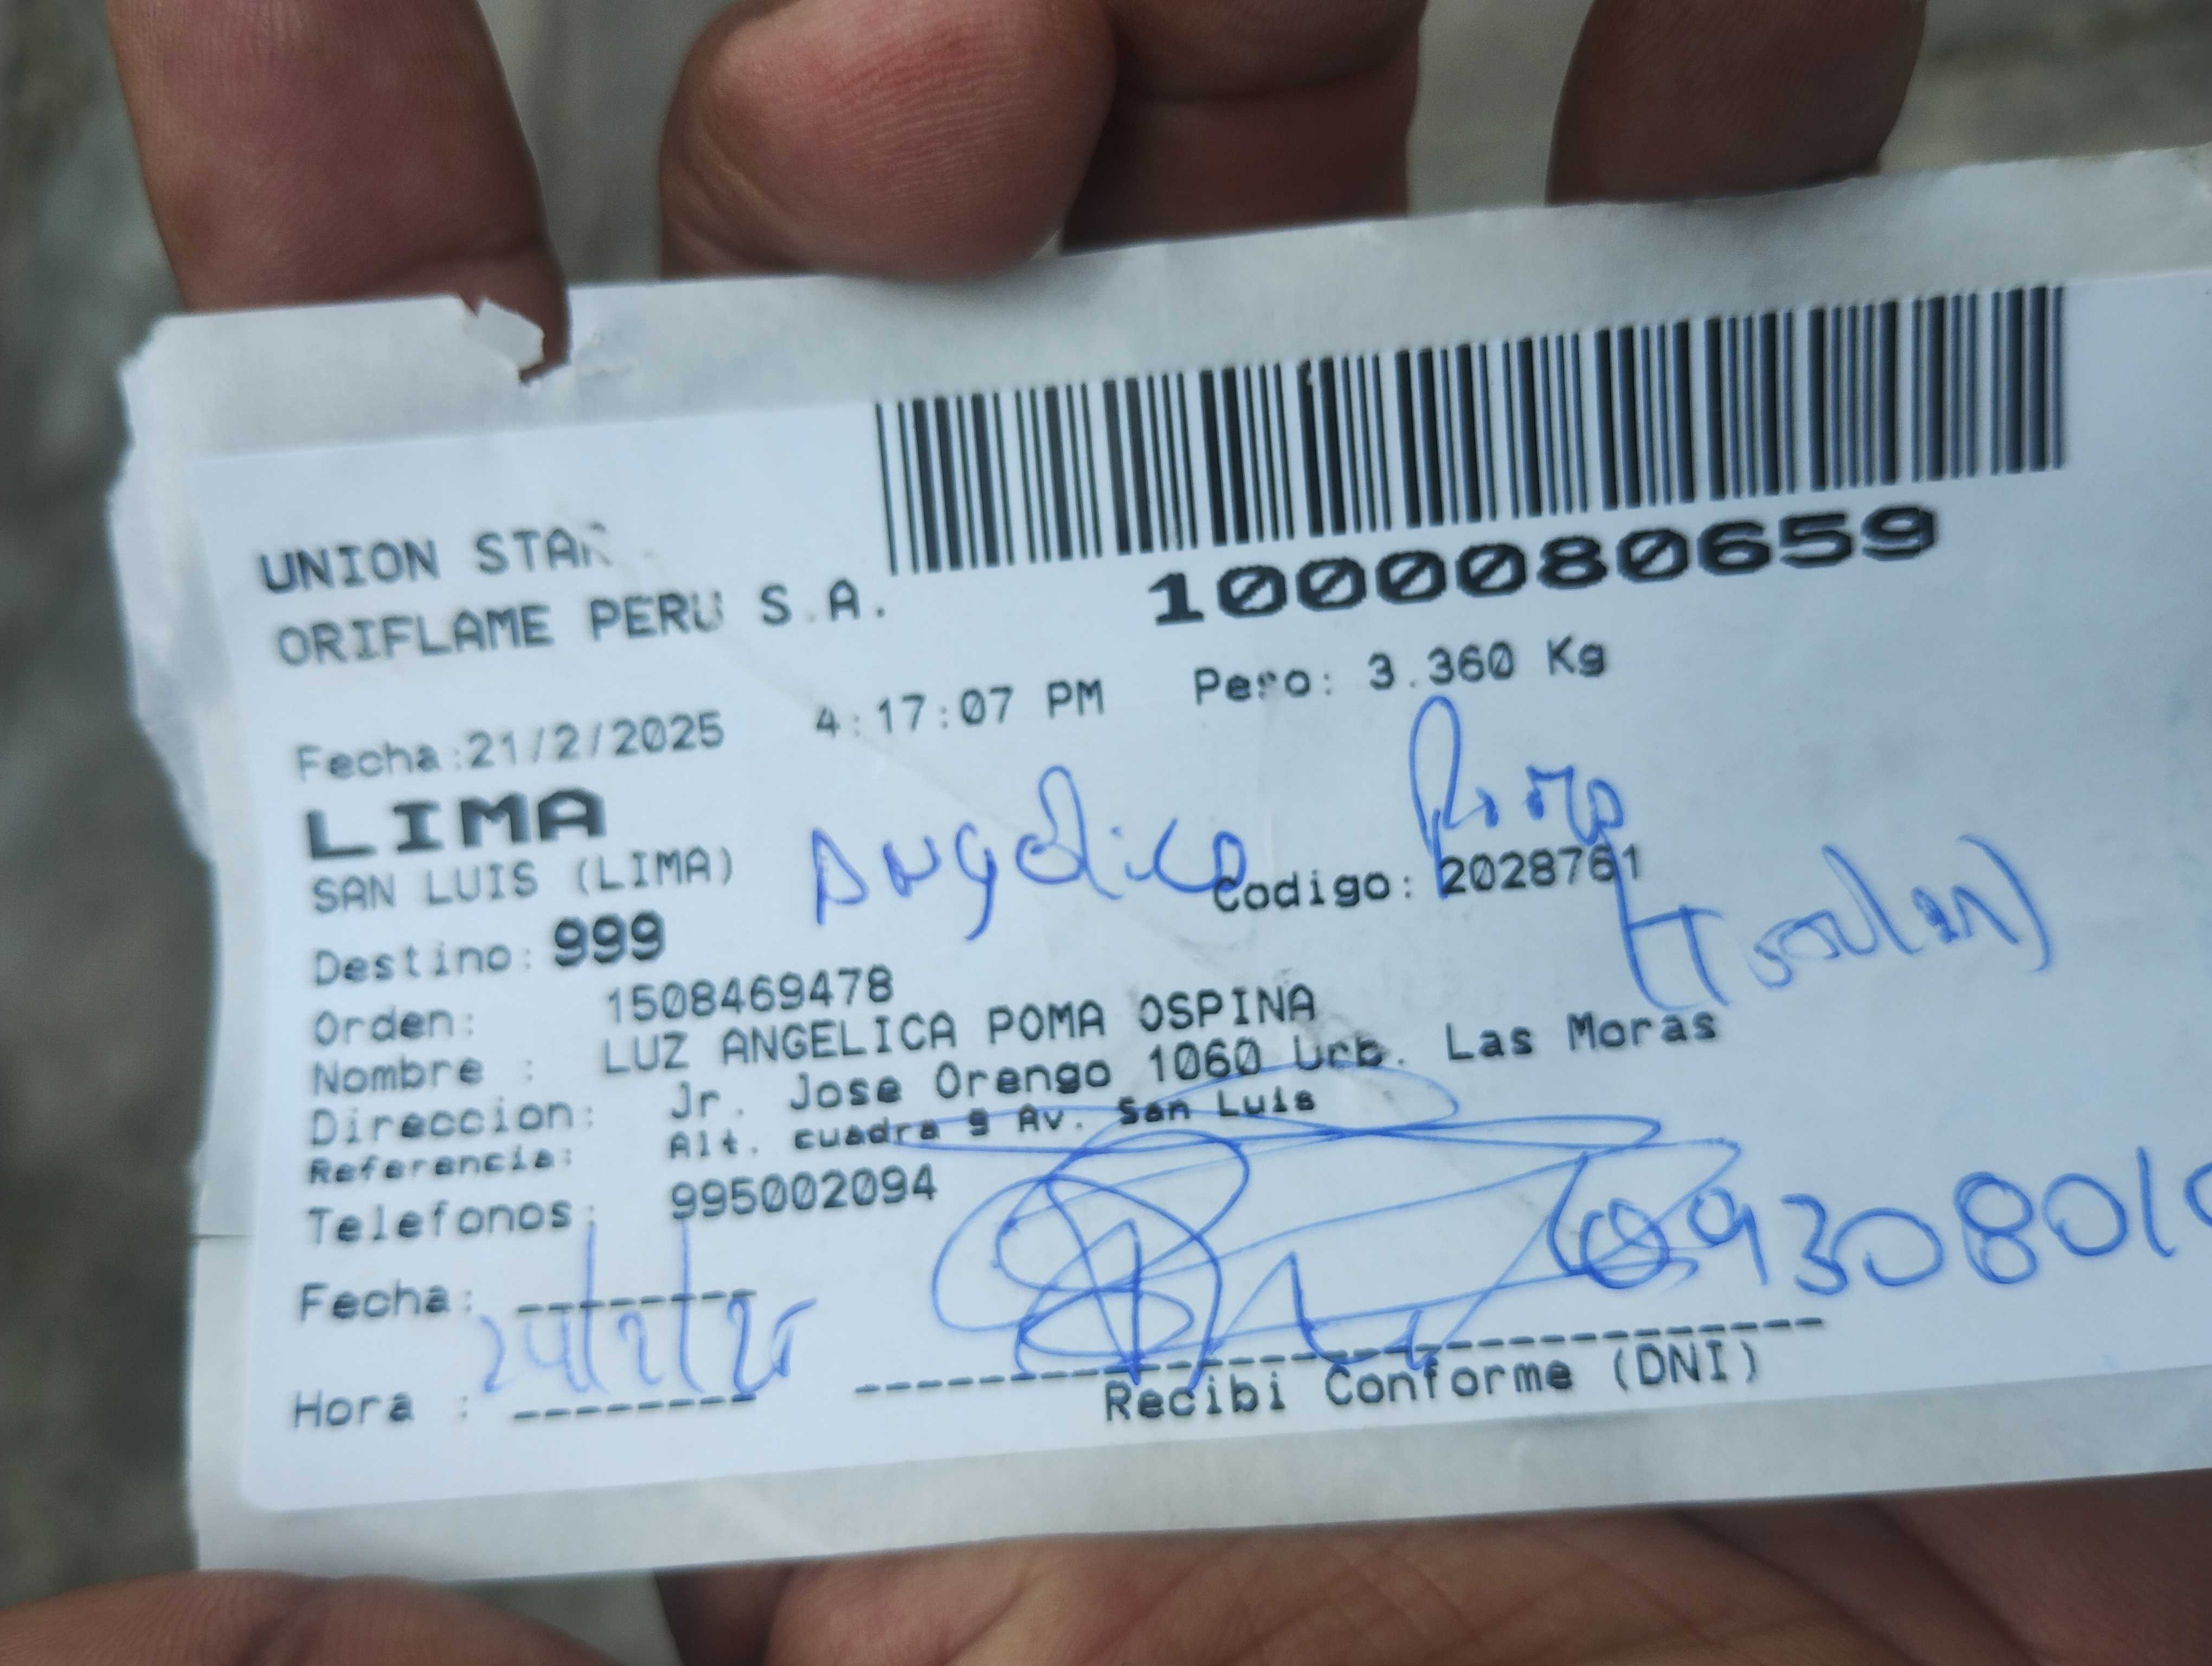 UNION STAR
ORIFLAME PERU S.A.
1000080659
Fecha:21/2/2025 4:17:07 PM Peso: 3.360 Kg
LIMA
SAN LUIS (LIMA)
Angelica Poma
Codigo: 2028761
(Titular)
Destino: 999
Orden: 1508469478
Nombre : LUZ ANGELICA POMA OSPINA
Direccion: Jr. Jose Orengo 1060 Urb. Las Moras
Referencia: Alt. cuadra 9 Av. San Luis
Telefonos: 995002094
Fecha: 24/2/25
Hora :
Recibi Conforme (DNI)